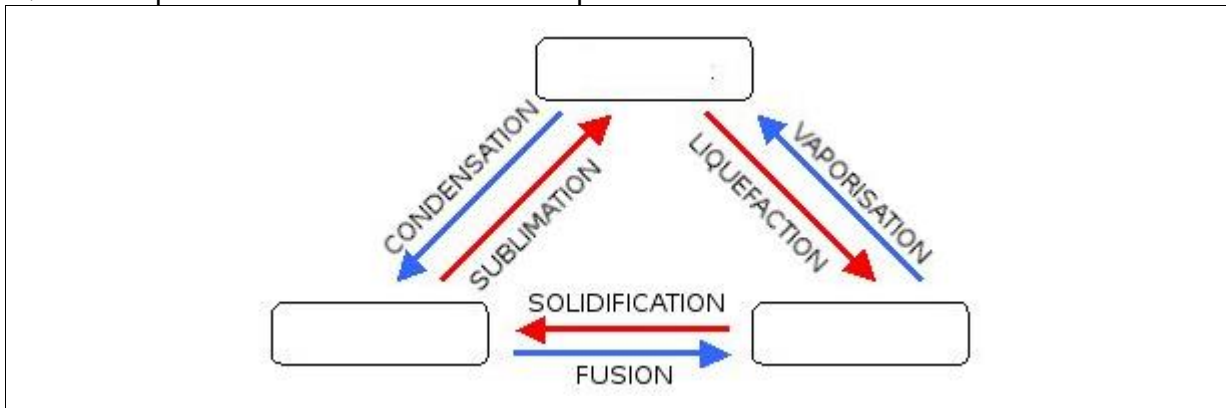 CONDENSATION
SUBLIMATION
LIQUEFACTION
VAPORISATION
SOLIDIFICATION
FUSION